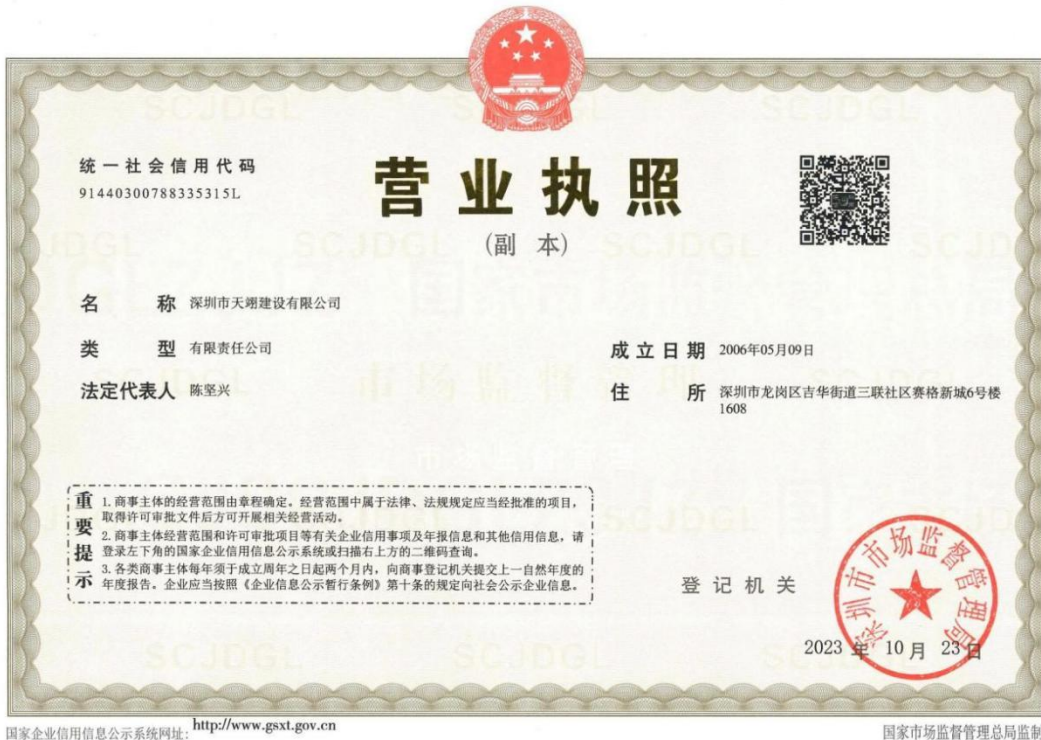 统一社会信用代码
91440300788335315L
营业执照
(副 本)
名 称 深圳市天翊建设有限公司
类 型 有限责任公司
法定代表人 陈坚兴
成立日期 2006年05月09日
住 所 深圳市龙岗区吉华街道三联社区赛格新城6号楼
1608
重要提示
1. 商事主体的经营范围由章程确定。经营范围中属于法律、法规规定应当经批准的项目，
取得许可审批文件后方可开展相关经营活动。
2. 商事主体经营范围和许可审批项目等有关企业信用事项及年报信息和其他信用信息，请
登录左下角的国家企业信用信息公示系统或扫描右上方的二维码查询。
3. 各类商事主体每年须于成立周年之日起两个月内，向商事登记机关提交上一自然年度的
年度报告。企业应当按照《企业信息公示暂行条例》第十条的规定向社会公示企业信息。
登记机关
深圳市市场监督管理局
2023 年 10 月 23 日
SCJDGL
国家企业信用信息公示系统网址: http://www.gsxt.gov.cn
国家市场监督管理总局监制